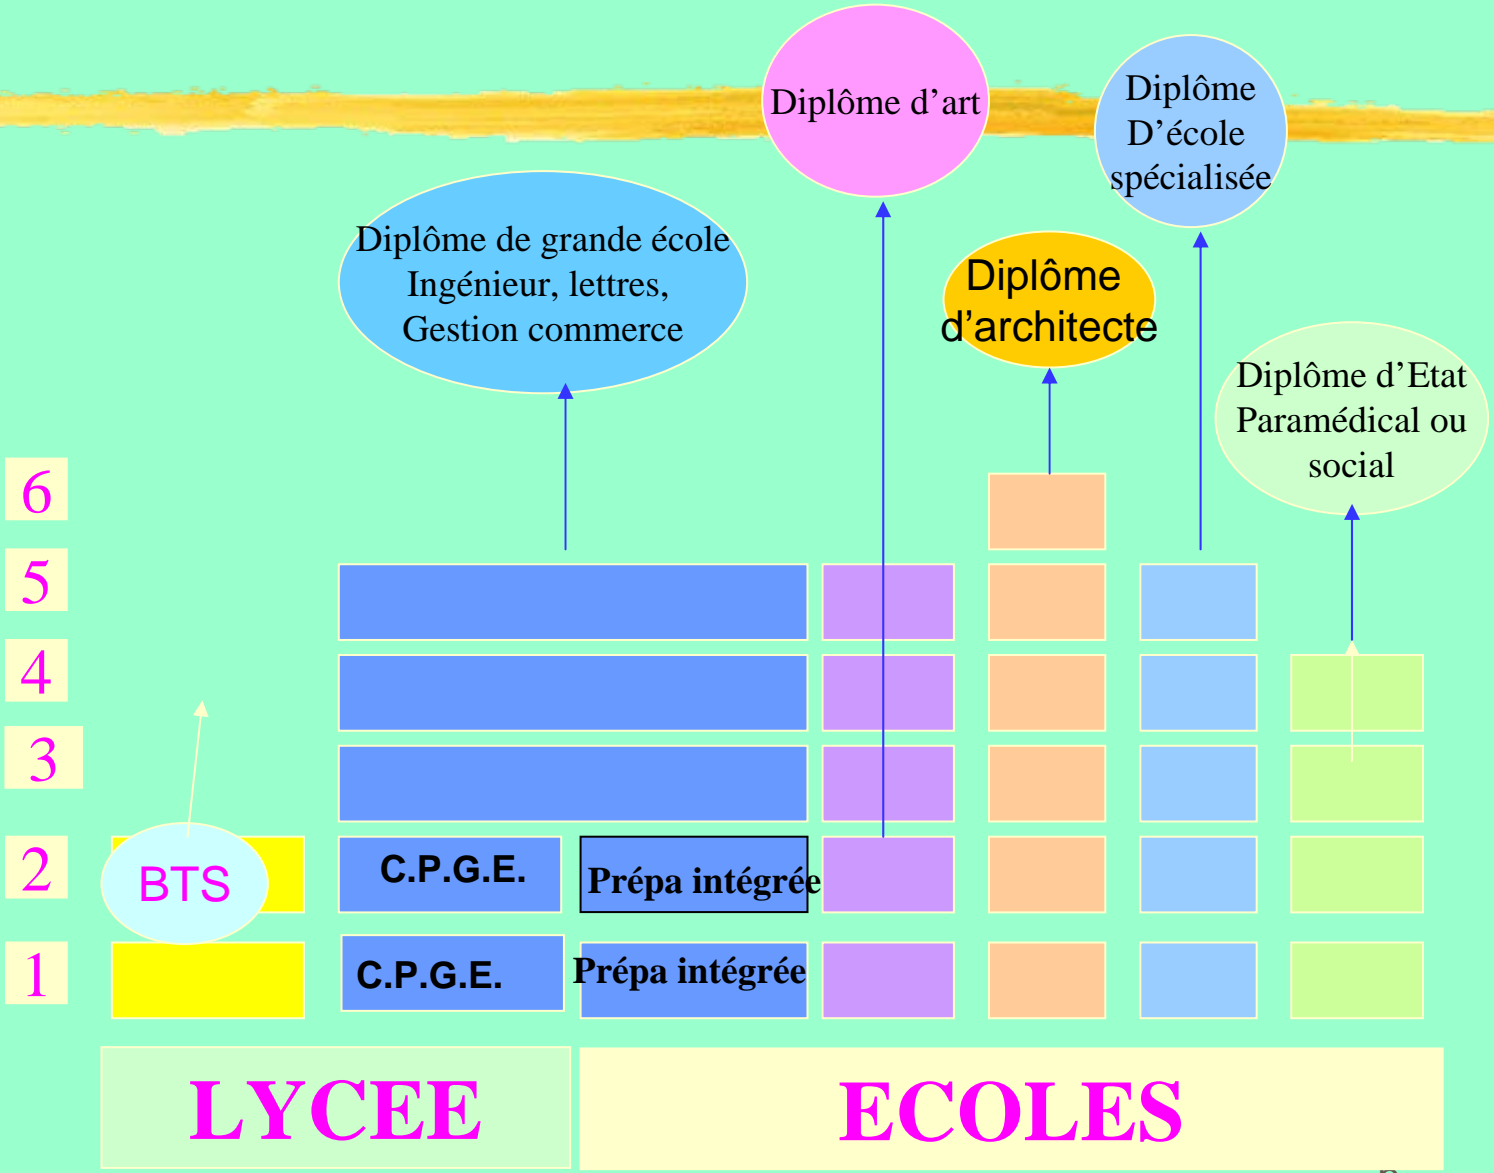 Diplôme d’art
Diplôme
D’école
spécialisée
Diplôme de grande école
Ingénieur, lettres,
Gestion commerce
Diplôme
d’architecte
Diplôme d’Etat
Paramédical ou
social
6
5
4
3
2
BTS
C.P.G.E.
Prépa intégrée
1
C.P.G.E.
Prépa intégrée
LYCEE
ECOLES